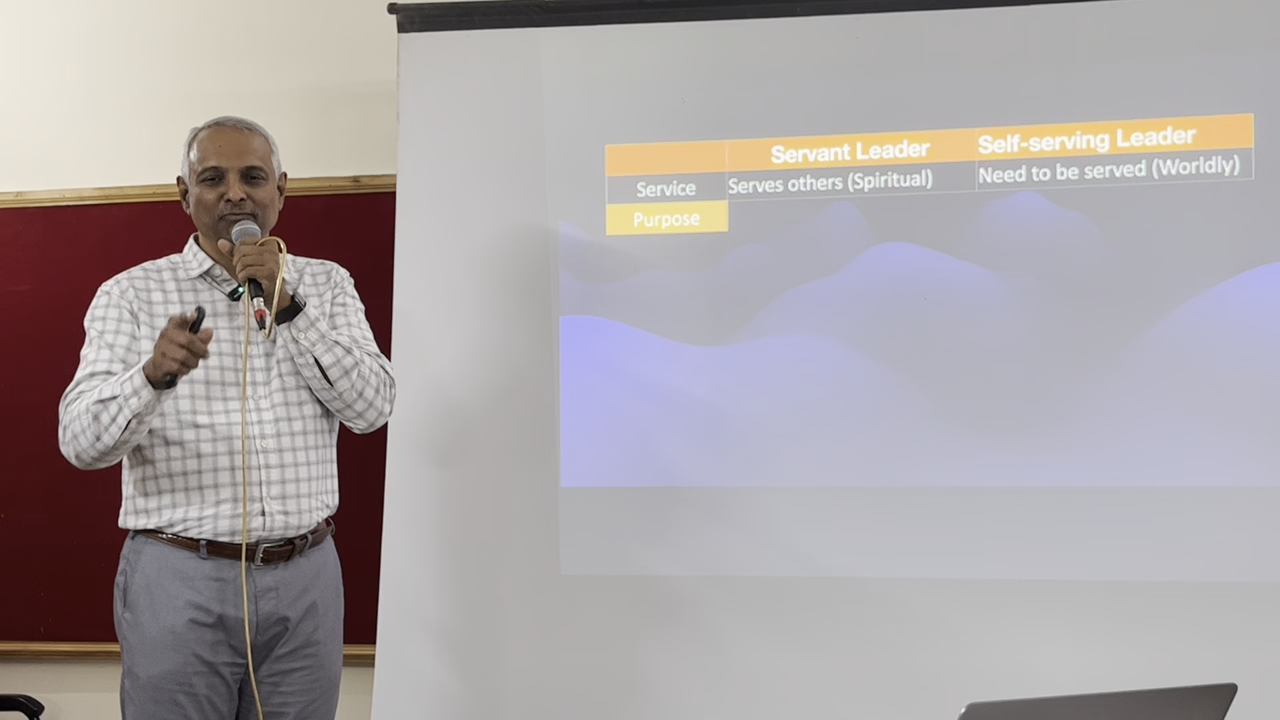 Servant Leader Self-serving Leader
Service Serves others (Spiritual) Need to be served (Worldly)
Purpose